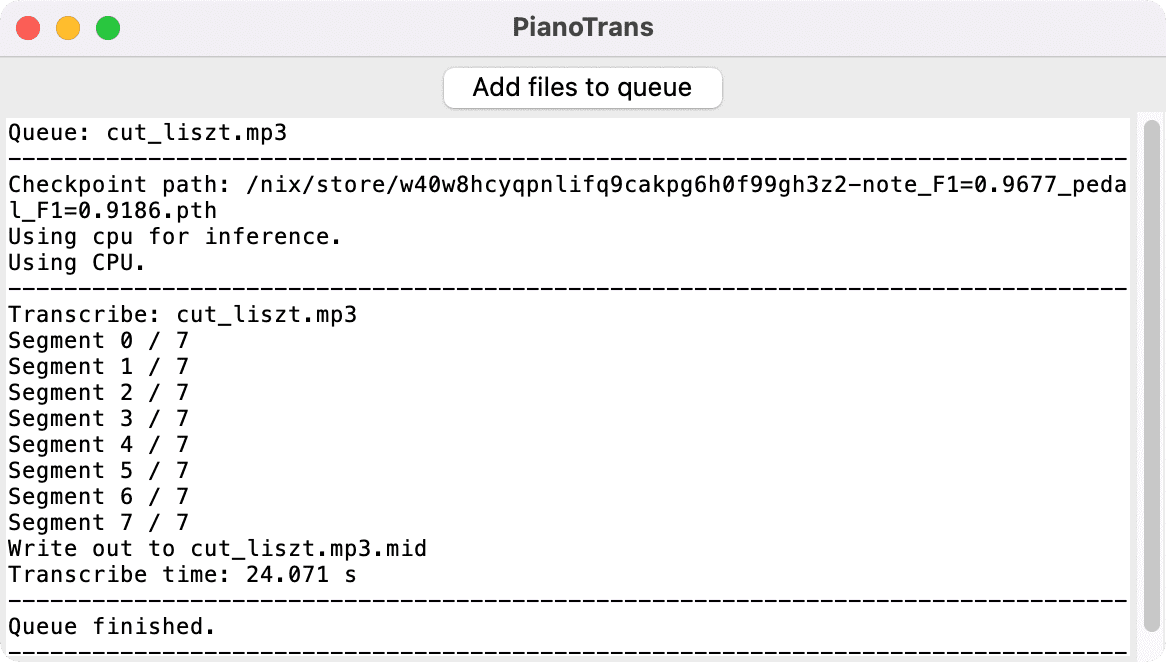 PianoTrans
Add files to queue
Queue: cut_liszt.mp3
--------------------------------------------------------------------------------
Checkpoint path: /nix/store/w40w8hcyqpnlifq9cakpg6h0f99gh3z2-note_F1=0.9677_peda
l_F1=0.9186.pth
Using cpu for inference.
Using CPU.
--------------------------------------------------------------------------------
Transcribe: cut_liszt.mp3
Segment 0 / 7
Segment 1 / 7
Segment 2 / 7
Segment 3 / 7
Segment 4 / 7
Segment 5 / 7
Segment 6 / 7
Segment 7 / 7
Write out to cut_liszt.mp3.mid
Transcribe time: 24.071 s
--------------------------------------------------------------------------------
Queue finished.
--------------------------------------------------------------------------------